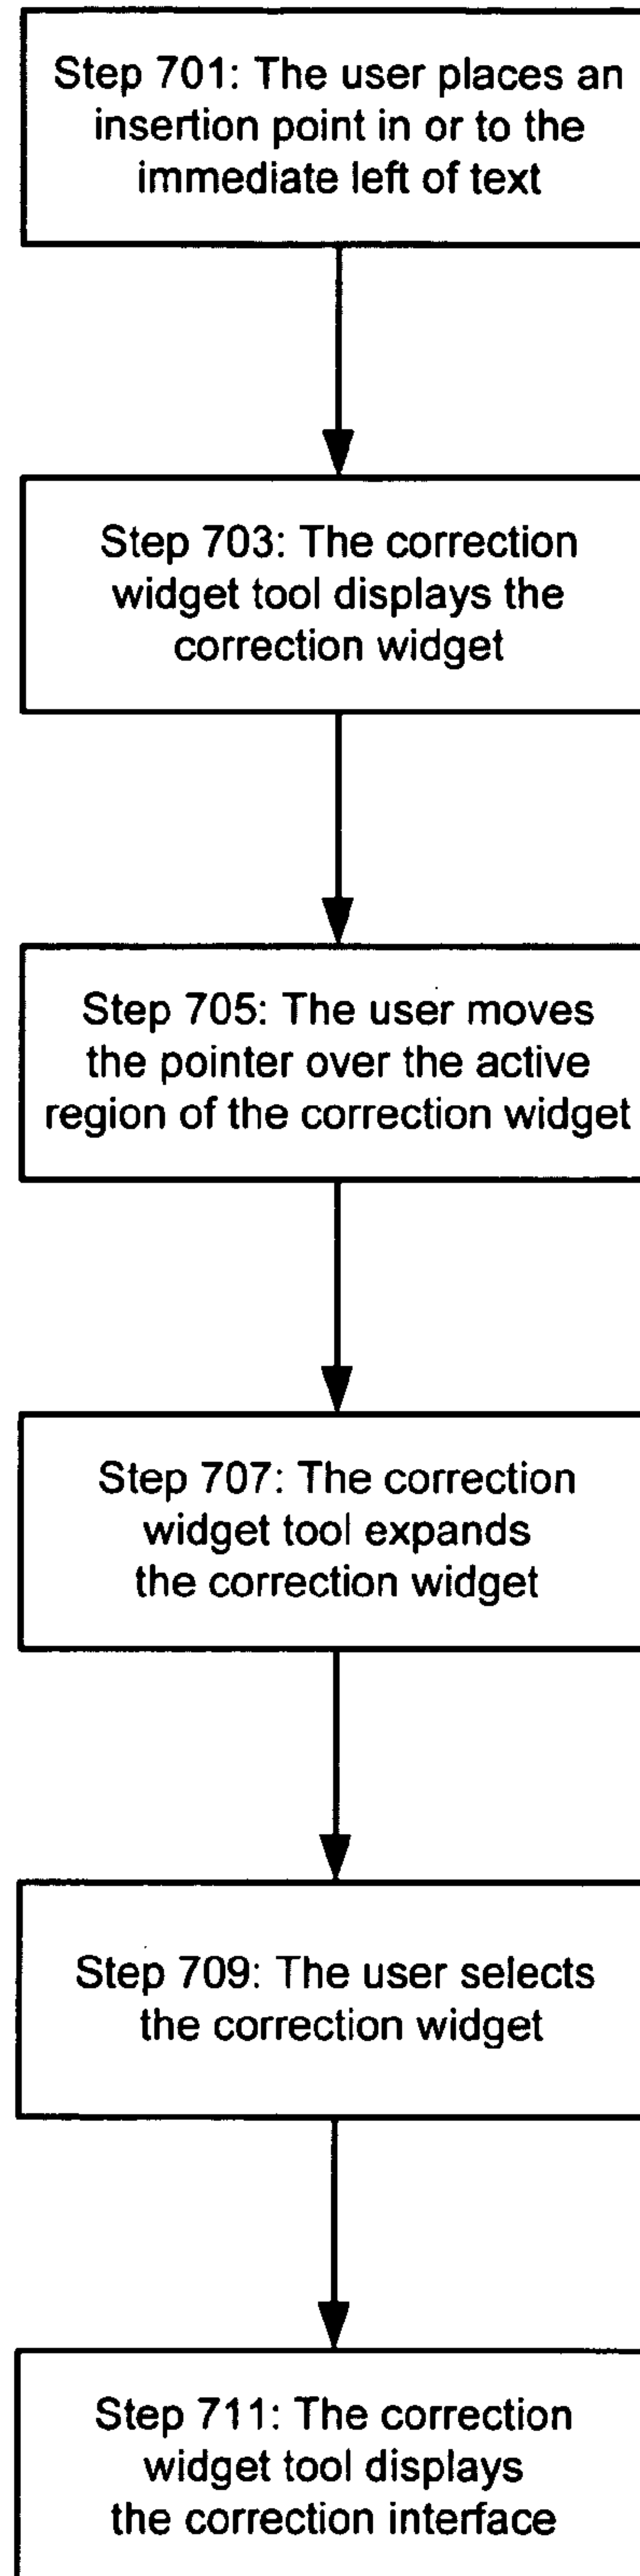 Step 701: The user places an
insertion point in or to the
immediate left of text
Step 703: The correction
widget tool displays the
correction widget
Step 705: The user moves
the pointer over the active
region of the correction widget
Step 707: The correction
widget tool expands
the correction widget
Step 709: The user selects
the correction widget
Step 711: The correction
widget tool displays
the correction interface